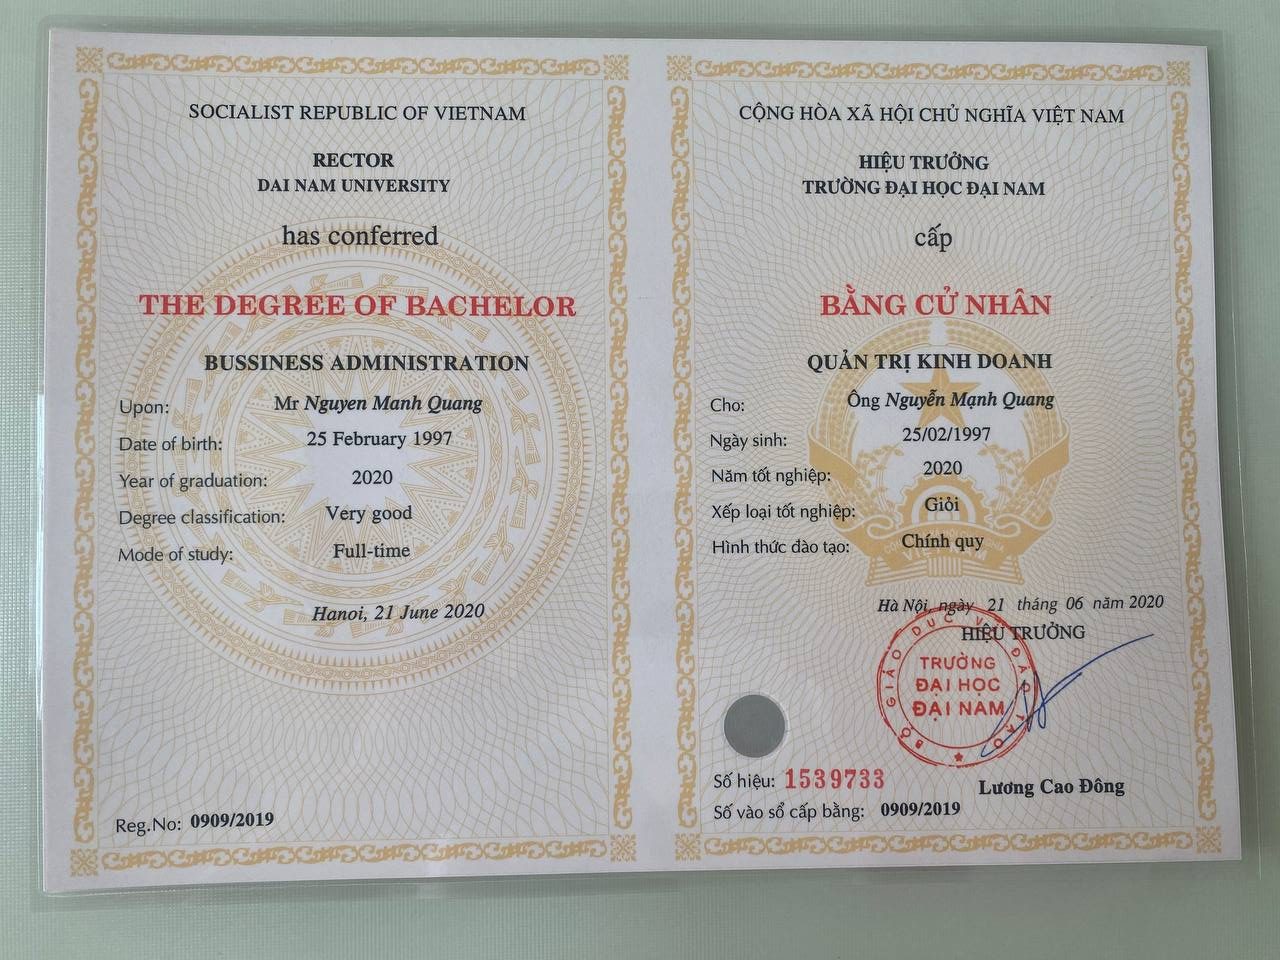 SOCIALIST REPUBLIC OF VIETNAM
RECTOR
DAI NAM UNIVERSITY
has conferred
THE DEGREE OF BACHELOR
BUSSINESS ADMINISTRATION
Upon: Mr Nguyen Manh Quang
Date of birth: 25 February 1997
Year of graduation: 2020
Degree classification: Very good
Mode of study: Full-time
Hanoi, 21 June 2020
Reg.No: 0909/2019
CỘNG HÒA XÃ HỘI CHỦ NGHĨA VIỆT NAM
HIỆU TRƯỞNG
TRƯỜNG ĐẠI HỌC ĐẠI NAM
cấp
BẰNG CỬ NHÂN
QUẢN TRỊ KINH DOANH
Cho: Ông Nguyễn Mạnh Quang
Ngày sinh: 25/02/1997
Năm tốt nghiệp: 2020
Xếp loại tốt nghiệp: Giỏi
Hình thức đào tạo: Chính quy
Hà Nội, ngày 21 tháng 06 năm 2020
HIỆU TRƯỞNG
BỘ GIÁO DỤC VÀ ĐÀO TẠO
TRƯỜNG
ĐẠI HỌC
ĐẠI NAM
Số hiệu: 1539733
Lương Cao Đông
Số vào sổ cấp bằng: 0909/2019